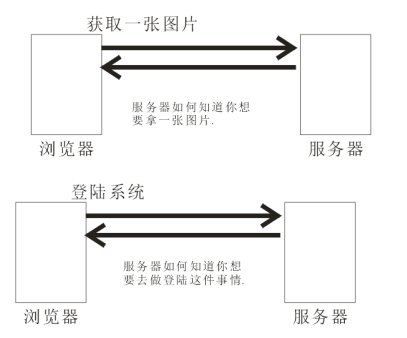 获取一张图片
服务器如何知道你想
要拿一张图片.
浏览器
服务器
登陆系统
服务器如何知道你想
要去做登陆这件事情.
浏览器
服务器